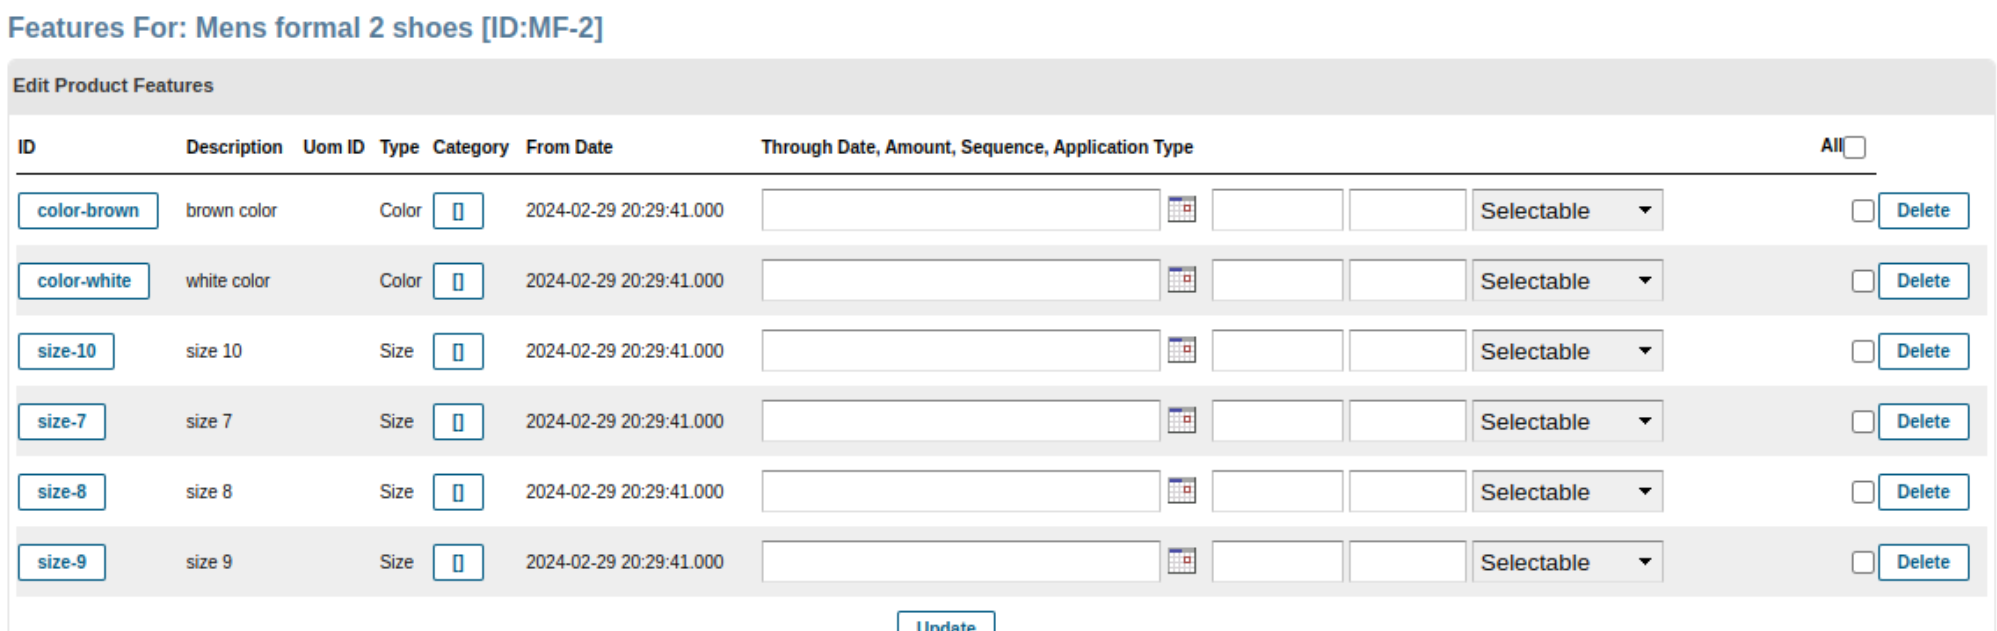 Features For: Mens formal 2 shoes [ID:MF-2]
Edit Product Features
ID Description Uom ID Type Category From Date Through Date, Amount, Sequence, Application Type All
color-brown brown color Color [] 2024-02-29 20:29:41.000 Selectable Delete
color-white white color Color [] 2024-02-29 20:29:41.000 Selectable Delete
size-10 size 10 Size [] 2024-02-29 20:29:41.000 Selectable Delete
size-7 size 7 Size [] 2024-02-29 20:29:41.000 Selectable Delete
size-8 size 8 Size [] 2024-02-29 20:29:41.000 Selectable Delete
size-9 size 9 Size [] 2024-02-29 20:29:41.000 Selectable Delete
Update